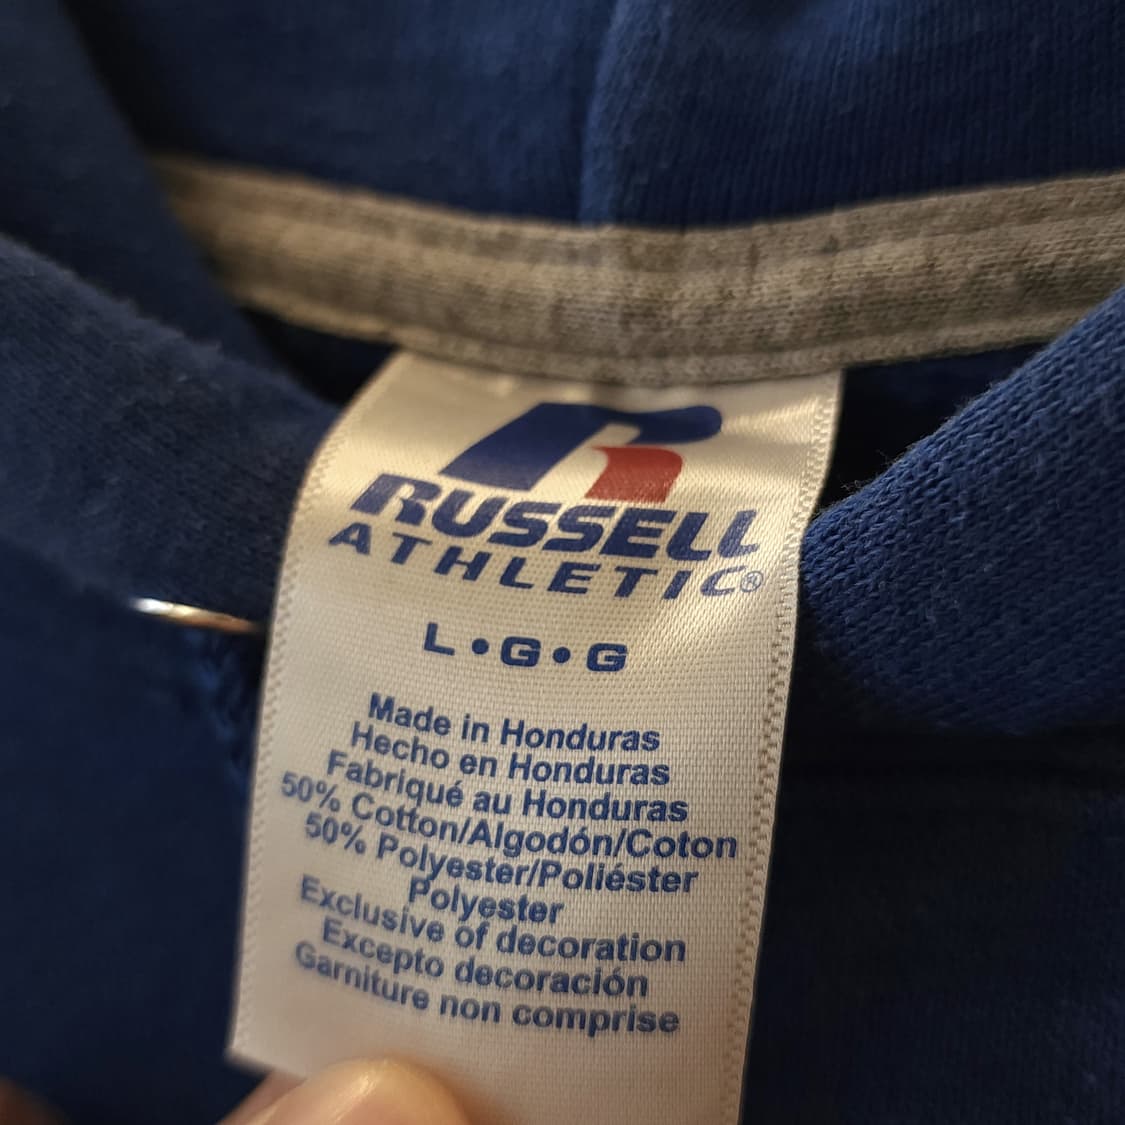 RUSSELL
ATHLETIC®
L•G•G
Made in Honduras
Hecho en Honduras
Fabriqué au Honduras
50% Cotton/Algodón/Coton
50% Polyester/Poliéster
Polyester
Exclusive of decoration
Excepto decoración
Garniture non comprise